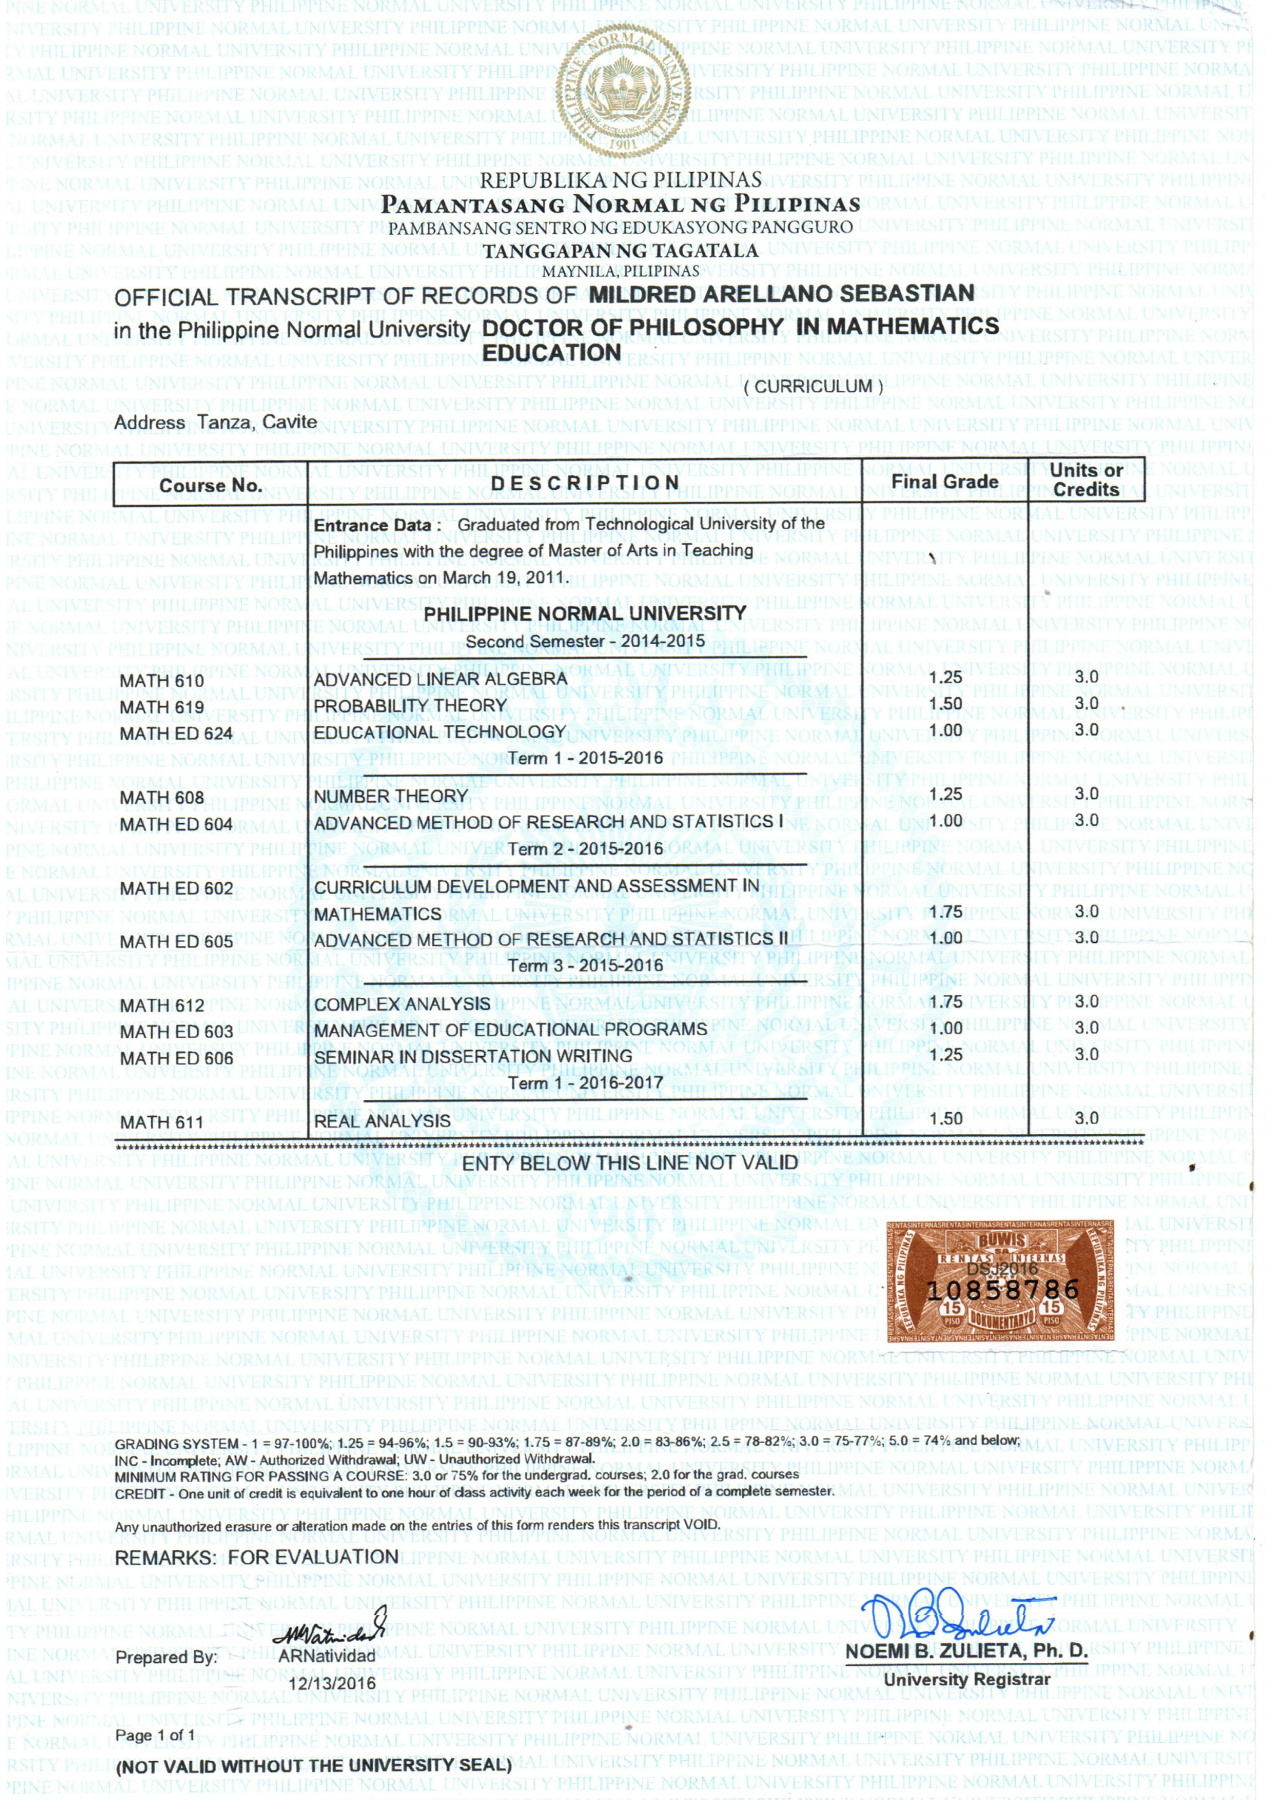 PHILIPPINE NORMAL UNIVERSITY
1901
REPUBLIKA NG PILIPINAS
PAMANTASANG NORMAL NG PILIPINAS
PAMBANSANG SENTRO NG EDUKASYONG PANGGURO
TANGGAPAN NG TAGATALA
MAYNILA, PILIPINAS
OFFICIAL TRANSCRIPT OF RECORDS OF MILDRED ARELLANO SEBASTIAN
in the Philippine Normal University DOCTOR OF PHILOSOPHY IN MATHEMATICS
EDUCATION
( CURRICULUM )
Address Tanza, Cavite
Course No. DESCRIPTION Final Grade Units or Credits
Entrance Data : Graduated from Technological University of the
Philippines with the degree of Master of Arts in Teaching
Mathematics on March 19, 2011.
PHILIPPINE NORMAL UNIVERSITY
Second Semester - 2014-2015
MATH 610 ADVANCED LINEAR ALGEBRA 1.25 3.0
MATH 619 PROBABILITY THEORY 1.50 3.0
MATH ED 624 EDUCATIONAL TECHNOLOGY 1.00 3.0
Term 1 - 2015-2016
MATH 608 NUMBER THEORY 1.25 3.0
MATH ED 604 ADVANCED METHOD OF RESEARCH AND STATISTICS I 1.00 3.0
Term 2 - 2015-2016
MATH ED 602 CURRICULUM DEVELOPMENT AND ASSESSMENT IN
MATHEMATICS 1.75 3.0
MATH ED 605 ADVANCED METHOD OF RESEARCH AND STATISTICS II 1.00 3.0
Term 3 - 2015-2016
MATH 612 COMPLEX ANALYSIS 1.75 3.0
MATH ED 603 MANAGEMENT OF EDUCATIONAL PROGRAMS 1.00 3.0
MATH ED 606 SEMINAR IN DISSERTATION WRITING 1.25 3.0
Term 1 - 2016-2017
MATH 611 REAL ANALYSIS 1.50 3.0
ENTY BELOW THIS LINE NOT VALID
BUWIS
SA
RENTAS INTERNAS
DSJ2016
10858786
15 PISO DOKUMENTARYO 15 PISO
REPUBLIKA NG PILIPINAS
GRADING SYSTEM - 1 = 97-100%; 1.25 = 94-96%; 1.5 = 90-93%; 1.75 = 87-89%; 2.0 = 83-86%; 2.5 = 78-82%; 3.0 = 75-77%; 5.0 = 74% and below;
INC - Incomplete; AW - Authorized Withdrawal; UW - Unauthorized Withdrawal.
MINIMUM RATING FOR PASSING A COURSE: 3.0 or 75% for the undergrad. courses; 2.0 for the grad, courses
CREDIT - One unit of credit is equivalent to one hour of class activity each week for the period of a complete semester.
Any unauthorized erasure or alteration made on the entries of this form renders this transcript VOID.
REMARKS: FOR EVALUATION
Prepared By: ARNatividad
12/13/2016
NOEMI B. ZULIETA, Ph. D.
University Registrar
Page 1 of 1
(NOT VALID WITHOUT THE UNIVERSITY SEAL)